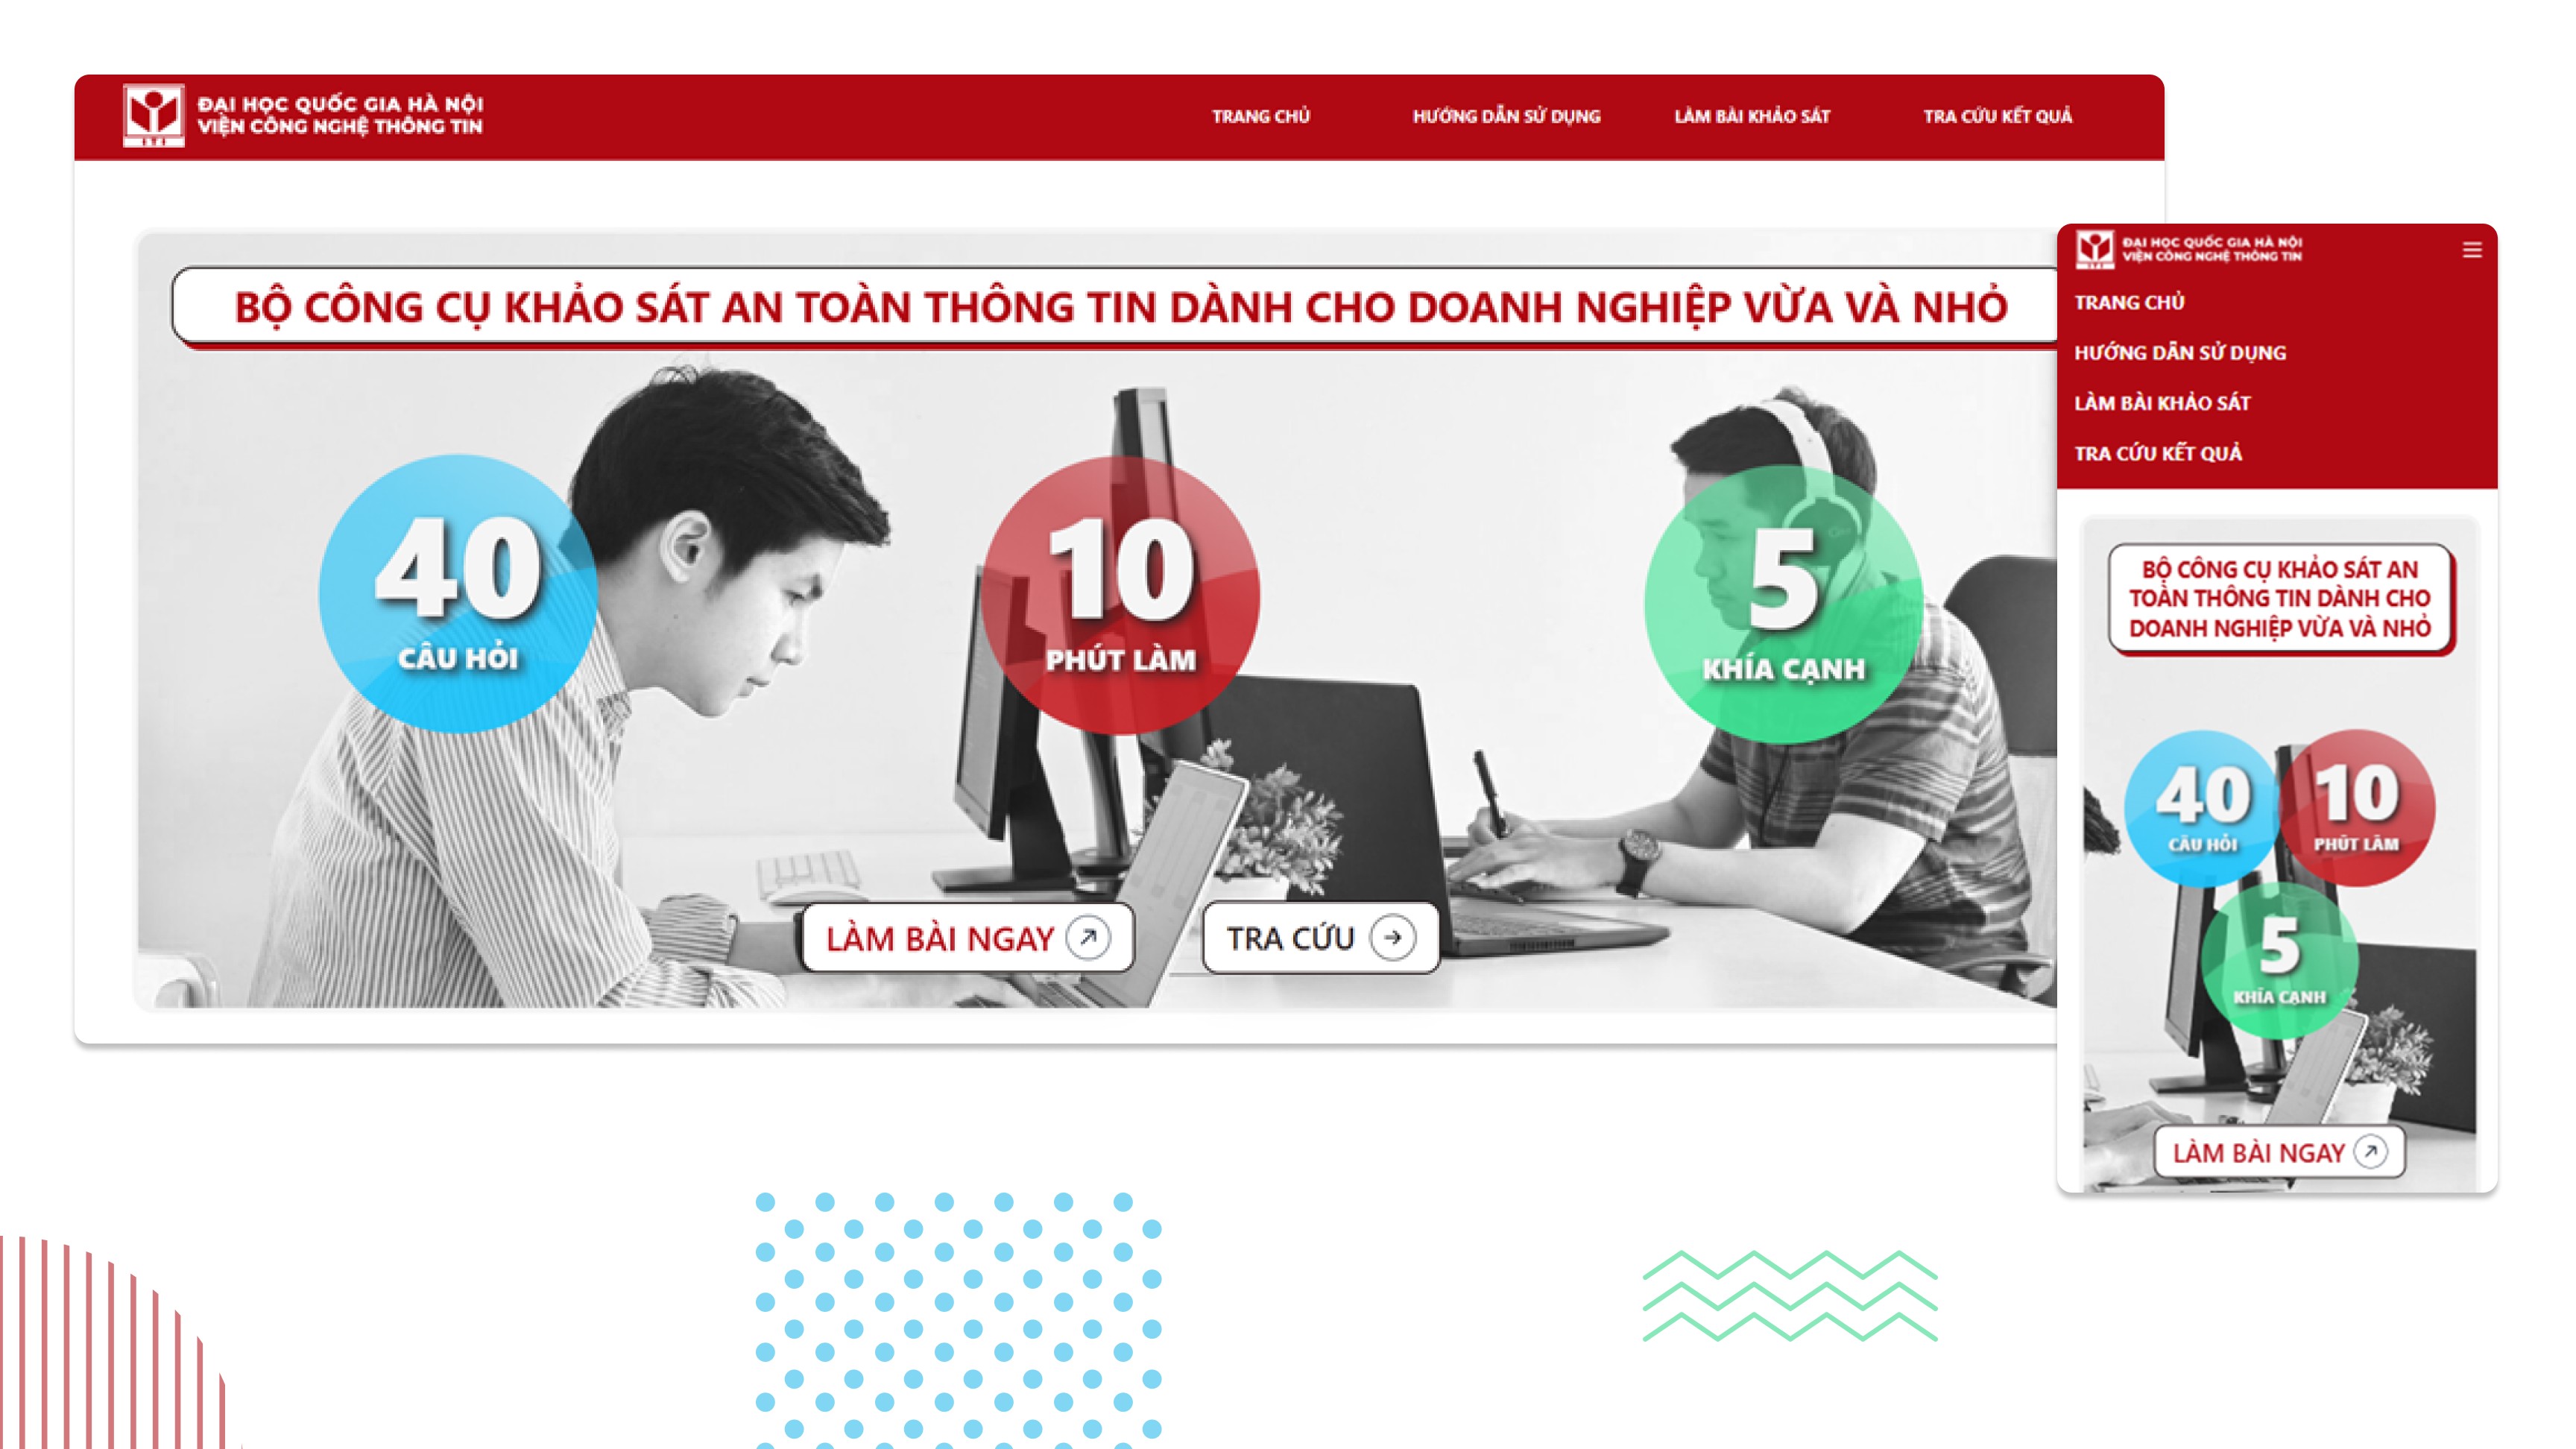 ĐẠI HỌC QUỐC GIA HÀ NỘI
VIỆN CÔNG NGHỆ THÔNG TIN
ITI
TRANG CHỦ
HƯỚNG DẪN SỬ DỤNG
LÀM BÀI KHẢO SÁT
TRA CỨU KẾT QUẢ
BỘ CÔNG CỤ KHẢO SÁT AN TOÀN THÔNG TIN DÀNH CHO DOANH NGHIỆP VỪA VÀ NHỎ
40
CÂU HỎI
10
PHÚT LÀM
5
KHÍA CẠNH
LÀM BÀI NGAY
TRA CỨU
ĐẠI HỌC QUỐC GIA HÀ NỘI
VIỆN CÔNG NGHỆ THÔNG TIN
ITI
TRANG CHỦ
HƯỚNG DẪN SỬ DỤNG
LÀM BÀI KHẢO SÁT
TRA CỨU KẾT QUẢ
BỘ CÔNG CỤ KHẢO SÁT AN
TOÀN THÔNG TIN DÀNH CHO
DOANH NGHIỆP VỪA VÀ NHỎ
40
CÂU HỎI
10
PHÚT LÀM
5
KHÍA CẠNH
LÀM BÀI NGAY